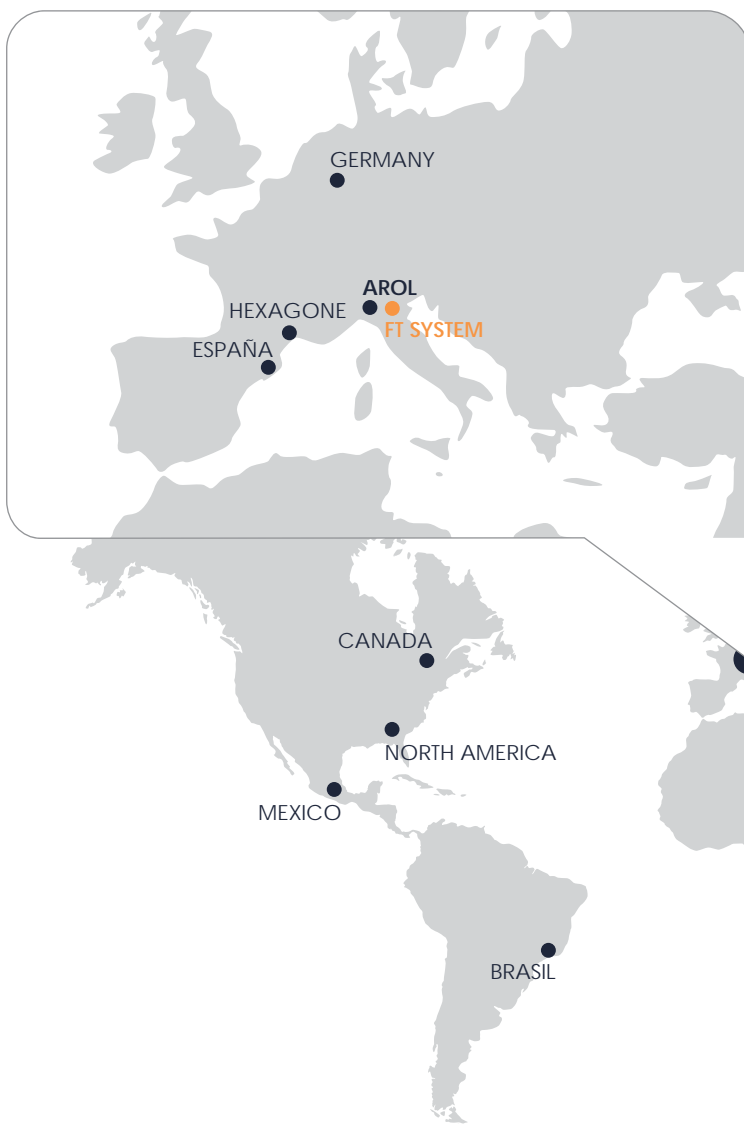 GERMANY
AROL
HEXAGONE
FT SYSTEM
ESPAÑA
CANADA
NORTH AMERICA
MEXICO
BRASIL